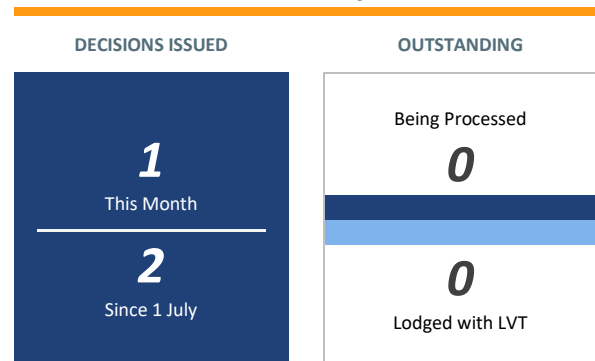 DECISIONS ISSUED
OUTSTANDING
1
This Month
2
Since 1 July
Being Processed
0
0
Lodged with LVT